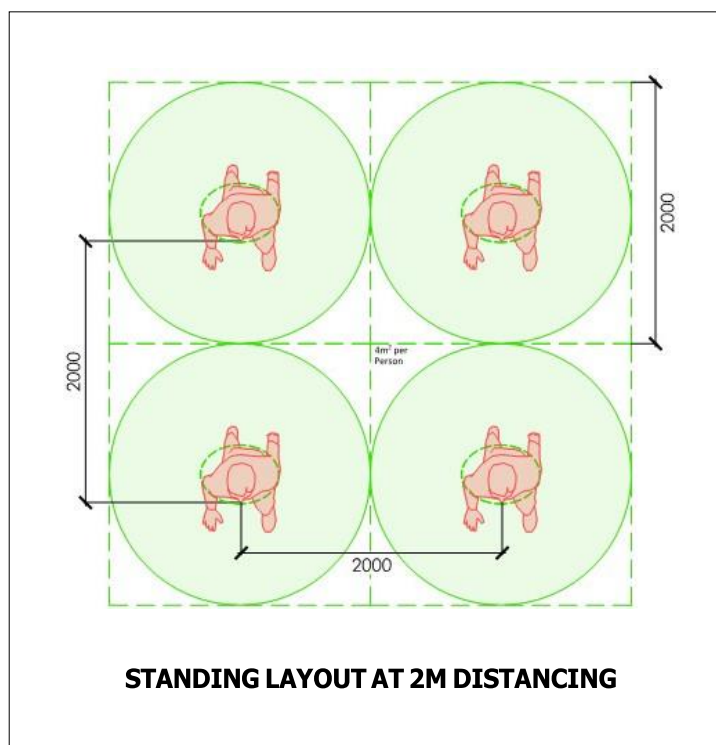 2000
2000
4m² per
Person
2000
STANDING LAYOUT AT 2M DISTANCING